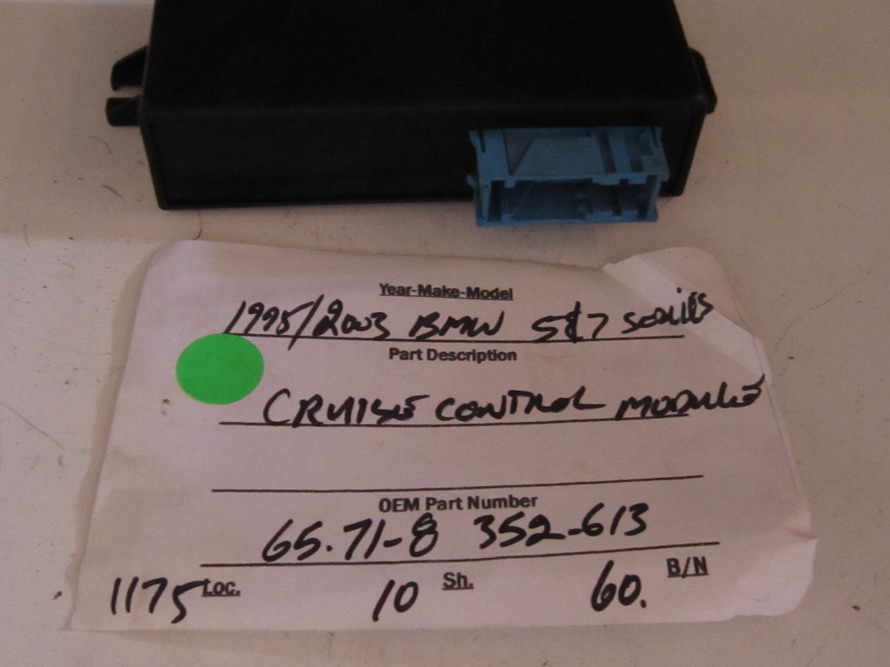 Year-Make-Model
1995/2003 BMW 5&7 SERIES
Part Description
CRUISE CONTROL MODULE
OEM Part Number
65.71-8 352-613
1175 Loc. 10 Sh. 60. B/N